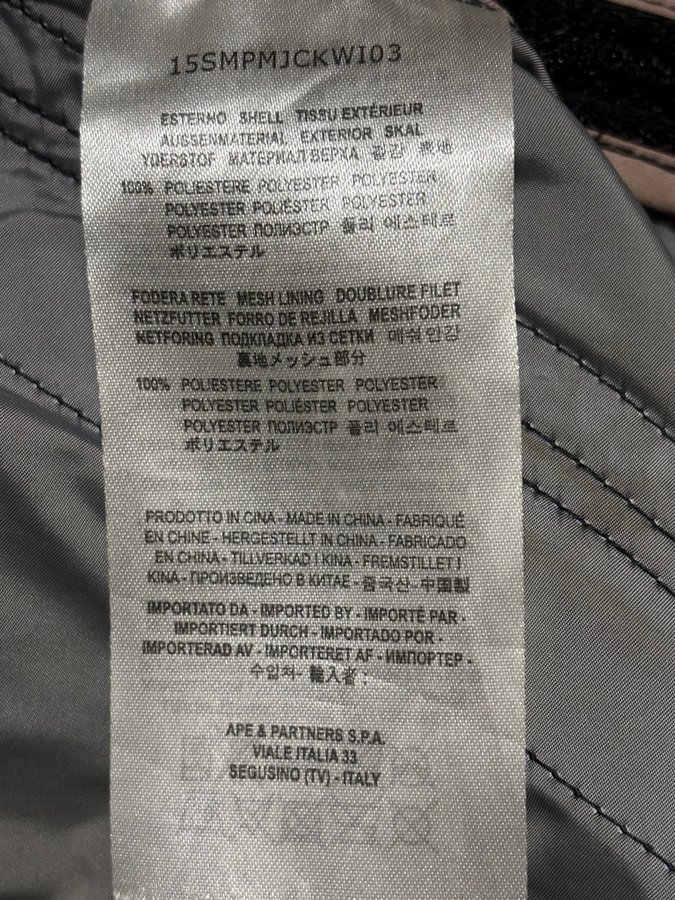 15SMPMJCKWI03
ESTERNO SHELL TISSU EXTÉRIEUR
AUSSENMATERIAL EXTERIOR SKAL
YDERSTOF МАТЕРИАЛ ВЕРХА 겉감 表地
100% POLIESTERE POLYESTER POLYESTER
POLYESTER POLIÉSTER POLYESTER
POLYESTER ПОЛИЭСТР 폴리 에스테르
ポリエステル
FODERA RETE MESH LINING DOUBLURE FILET
NETZFUTTER FORRO DE REJILLA MESHFODER
NETFORING ПОДКЛАДКА ИЗ СЕТКИ 메쉬 안감
裏地メッシュ部分
100% POLIESTERE POLYESTER POLYESTER
POLYESTER POLIÉSTER POLYESTER
POLYESTER ПОЛИЭСТР 폴리 에스테르
ポリエステル
PRODOTTO IN CINA - MADE IN CHINA - FABRIQUÉ
EN CHINE - HERGESTELLT IN CHINA - FABRICADO
EN CHINA - TILLVERKAD I KINA - FREMSTILLET I
KINA - ПРОИЗВЕДЕНО В КИТАЕ - 중국산 - 中国製
IMPORTATO DA - IMPORTED BY - IMPORTÉ PAR -
IMPORTIERT DURCH - IMPORTADO POR -
IMPORTERAD AV - IMPORTERET AF - ИМПОРТЕР -
수입처- 輸入者 :
APE & PARTNERS S.P.A.
VIALE ITALIA 33
SEGUSINO (TV) - ITALY